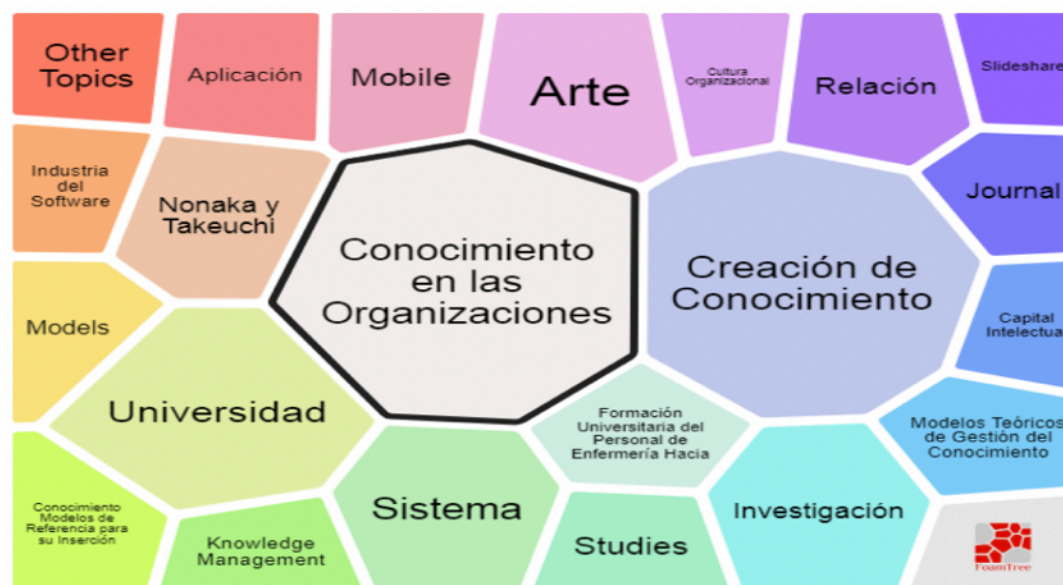 Other
Topics
Aplicación
Mobile
Arte
Cultura
Organizacional
Relación
Slideshare
Industria
del
Software
Nonaka y
Takeuchi
Conocimiento
en las
Organizaciones
Creación de
Conocimiento
Journal
Models
Universidad
Capital
Intelectua
Formación
Universitaria del
Personal de
Enfermería Hacia
Modelos Teóricos
de Gestión del
Conocimiento
Conocimiento
Modelos de
Referencia para
su Inserción
Knowledge
Management
Sistema
Studies
Investigación
FoamTree